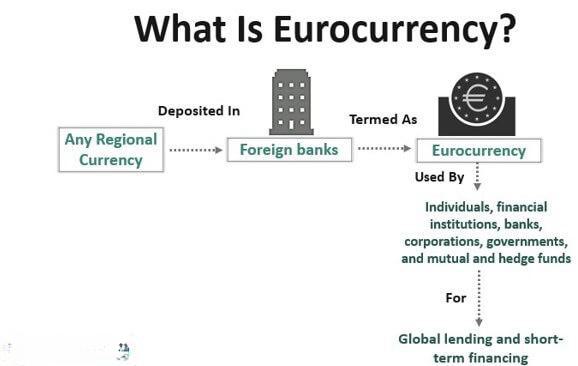 What Is Eurocurrency?
Deposited In
Termed As
Any Regional
Currency
Foreign banks
Eurocurrency
Used By
Individuals, financial
institutions, banks,
corporations, governments,
and mutual and hedge funds
For
Global lending and short-
term financing